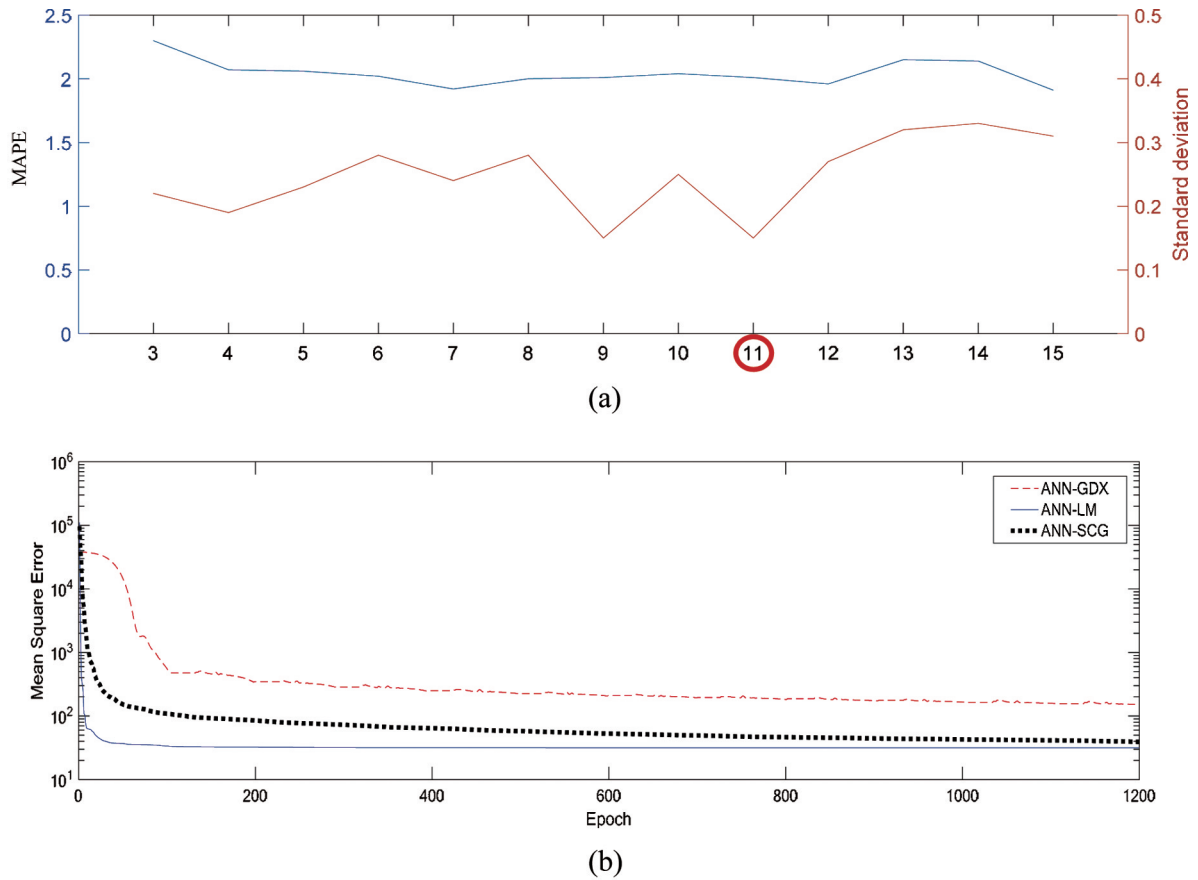 2.5
2
1.5
1
0.5
0
MAPE
0.5
0.4
0.3
0.2
0.1
0
Standard deviation
3 4 5 6 7 8 9 10 11 12 13 14 15
(a)
10^6
10^5
10^4
10^3
10^2
10^1
Mean Square Error
ANN-GDX
ANN-LM
ANN-SCG
0 200 400 600 800 1000 1200
Epoch
(b)